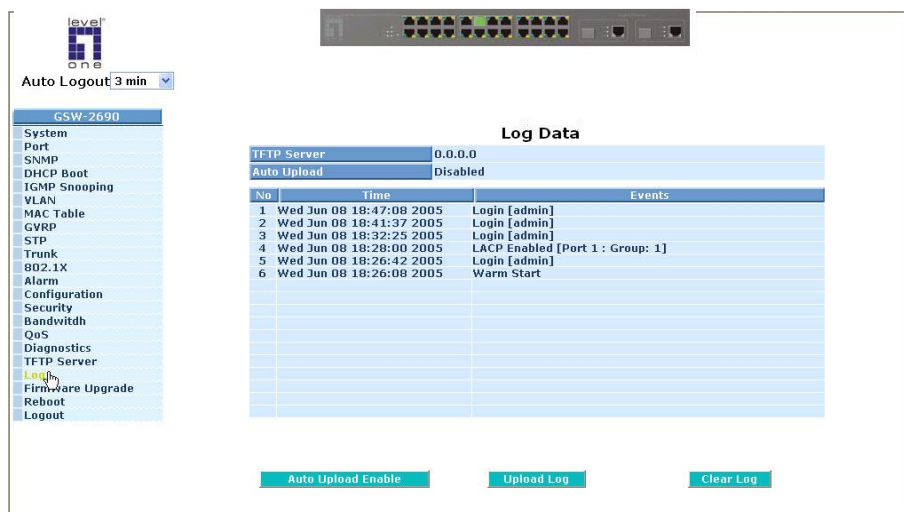 level
one
Auto Logout 3 min
GSW-2690
System
Port
SNMP
DHCP Boot
IGMP Snooping
VLAN
MAC Table
GVRP
STP
Trunk
802.1X
Alarm
Configuration
Security
Bandwitdh
QoS
Diagnostics
TFTP Server
Log
Firmware Upgrade
Reboot
Logout
Log Data
TFTP Server 0.0.0.0
Auto Upload Disabled
No Time Events
1 Wed Jun 08 18:47:08 2005 Login [admin]
2 Wed Jun 08 18:41:37 2005 Login [admin]
3 Wed Jun 08 18:32:25 2005 Login [admin]
4 Wed Jun 08 18:28:00 2005 LACP Enabled [Port 1 : Group: 1]
5 Wed Jun 08 18:26:42 2005 Login [admin]
6 Wed Jun 08 18:26:08 2005 Warm Start
Auto Upload Enable Upload Log Clear Log